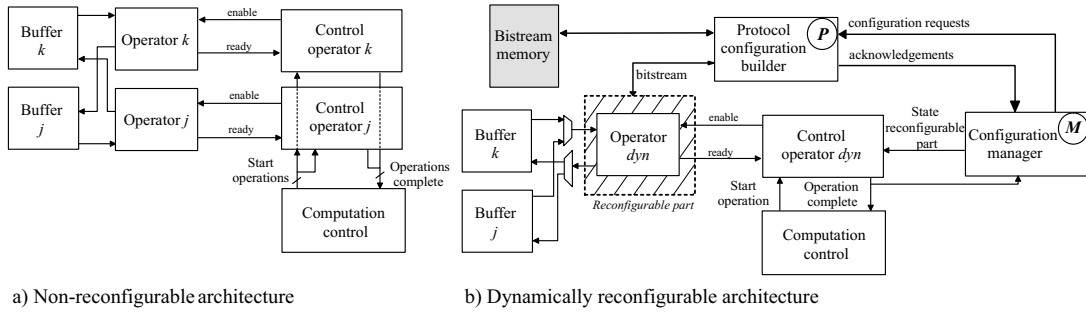 Buffer
k
Operator k
enable
ready
Control
operator k
Buffer
j
Operator j
enable
ready
Control
operator j
Start
operations
Operations
complete
Computation
control
a) Non-reconfigurable architecture
Bistream
memory
Protocol
configuration
builder
P
configuration requests
acknowledgements
bitstream
Buffer
k
Operator
dyn
enable
ready
Control
operator dyn
State
reconfigurable
part
Configuration
manager
M
Reconfigurable part
Buffer
j
Start
operation
Operation
complete
Computation
control
b) Dynamically reconfigurable architecture